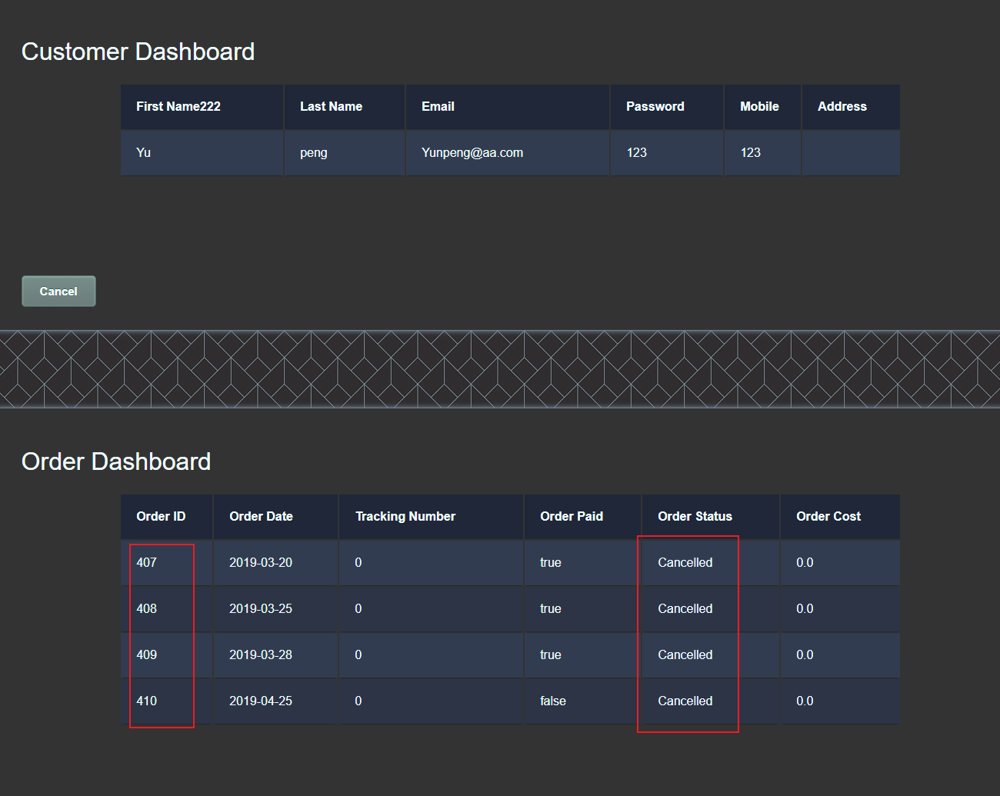 Customer Dashboard
First Name222 Last Name Email Password Mobile Address
Yu peng Yunpeng@aa.com 123 123
Cancel
Order Dashboard
Order ID Order Date Tracking Number Order Paid Order Status Order Cost
407 2019-03-20 0 true Cancelled 0.0
408 2019-03-25 0 true Cancelled 0.0
409 2019-03-28 0 true Cancelled 0.0
410 2019-04-25 0 false Cancelled 0.0